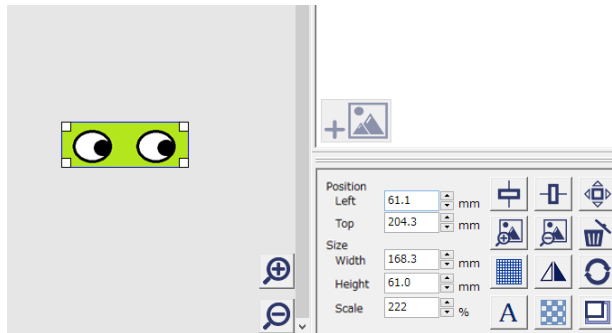 Position
Left 61.1 mm
Top 204.3 mm
Size
Width 168.3 mm
Height 61.0 mm
Scale 222 %
A